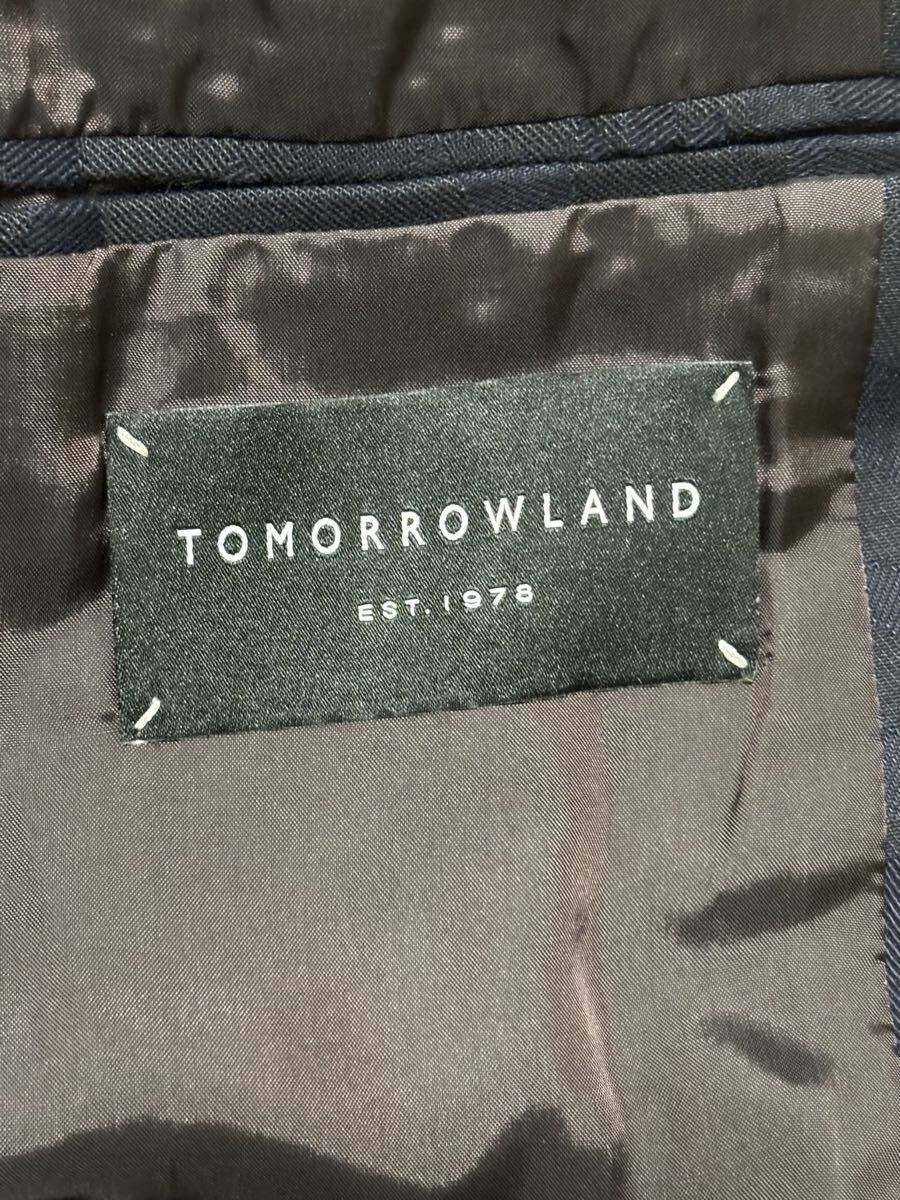 TOMORROWLAND
EST. 1978